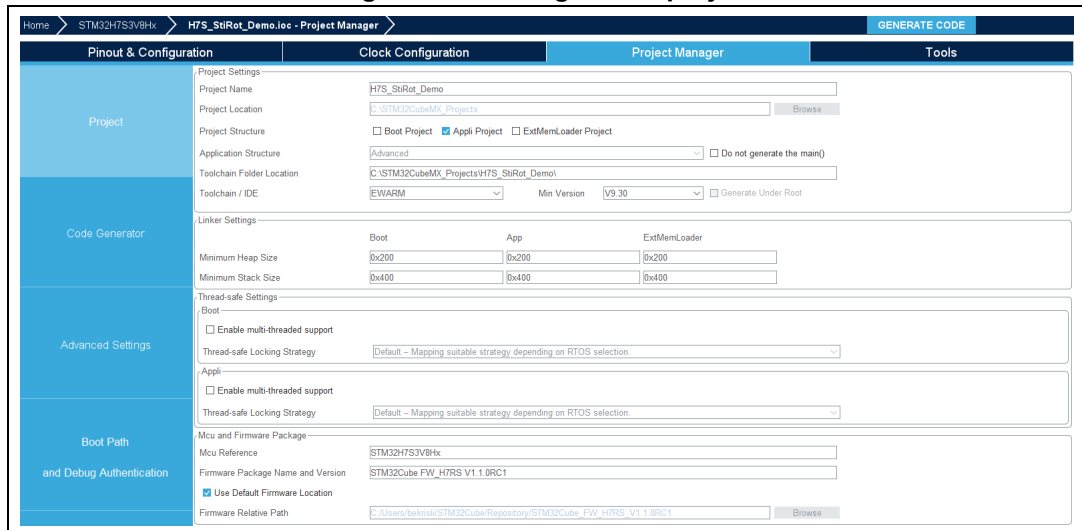 Home STM32H7S3V8Hx H7S_StiRot_Demo.ioc - Project Manager GENERATE CODE
Pinout & Configuration Clock Configuration Project Manager Tools
Project
Code Generator
Advanced Settings
Boot Path
and Debug Authentication
Project Settings
Project Name H7S_StiRot_Demo
Project Location C:\STM32CubeMX_Projects Browse
Project Structure Boot Project Appli Project ExtMemLoader Project
Application Structure Advanced Do not generate the main()
Toolchain Folder Location C:\STM32CubeMX_Projects\H7S_StiRot_Demo\
Toolchain / IDE EWARM Min Version V9.30 Generate Under Root
Linker Settings
Boot App ExtMemLoader
Minimum Heap Size 0x200 0x200 0x200
Minimum Stack Size 0x400 0x400 0x400
Thread-safe Settings
Boot
Enable multi-threaded support
Thread-safe Locking Strategy Default – Mapping suitable strategy depending on RTOS selection.
Appli
Enable multi-threaded support
Thread-safe Locking Strategy Default – Mapping suitable strategy depending on RTOS selection.
Mcu and Firmware Package
Mcu Reference STM32H7S3V8Hx
Firmware Package Name and Version STM32Cube FW_H7RS V1.1.0RC1
Use Default Firmware Location
Firmware Relative Path C:/Users/bekrisli/STM32Cube/Repository/STM32Cube_FW_H7RS_V1.1.0RC1 Browse